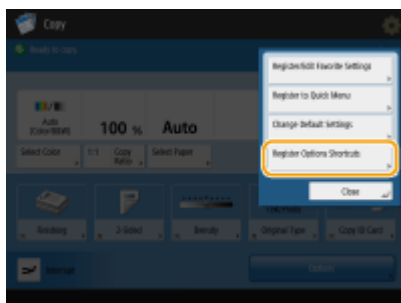 Copy
Ready to copy.
Register/Edit Favorite Settings
Register to Quick Menu
Auto
(Color/B&W)
100 %
Auto
Change Default Settings
Select Color
1:1
Copy Ratio
Select Paper
Register Options Shortcuts
Close
Finishing
2-Sided
Density
Original Type
Copy ID Card
Interrupt
Options